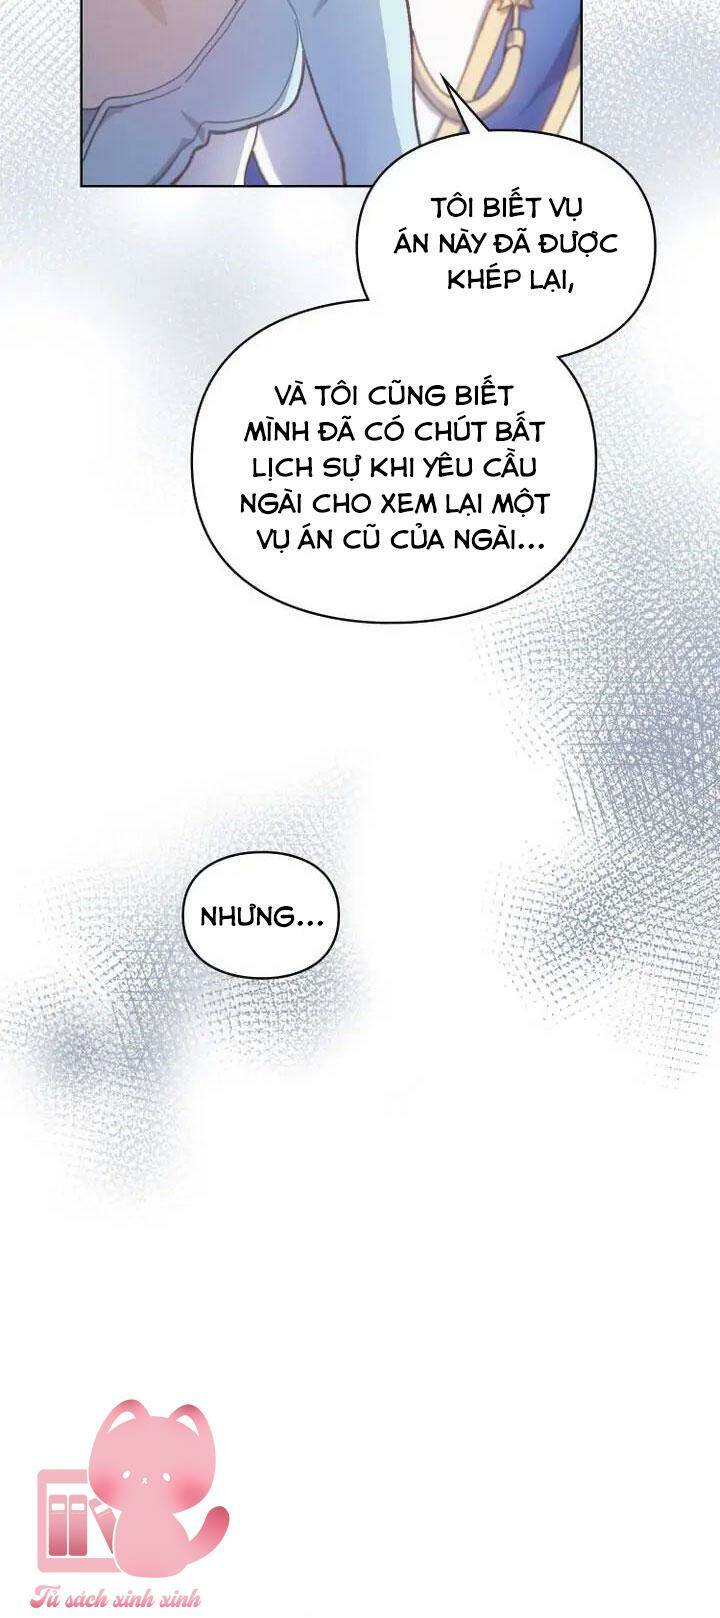 TÔI BIẾT VỤ
ÁN NÀY ĐÃ ĐƯỢC
KHÉP LẠI,
VÀ TÔI CŨNG BIẾT
MÌNH ĐÃ CÓ CHÚT BẤT
LỊCH SỰ KHI YÊU CẦU
NGÀI CHO XEM LẠI MỘT
VỤ ÁN CŨ CỦA NGÀI...
NHƯNG...
Tủ sách xinh xinh